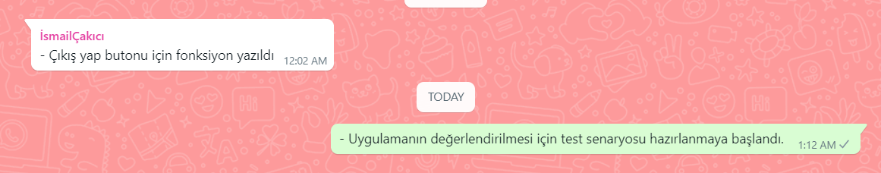 İsmailÇakıcı
- Çıkış yap butonu için fonksiyon yazıldı
12:02 AM
TODAY
- Uygulamanın değerlendirilmesi için test senaryosu hazırlanmaya başlandı.
1:12 AM